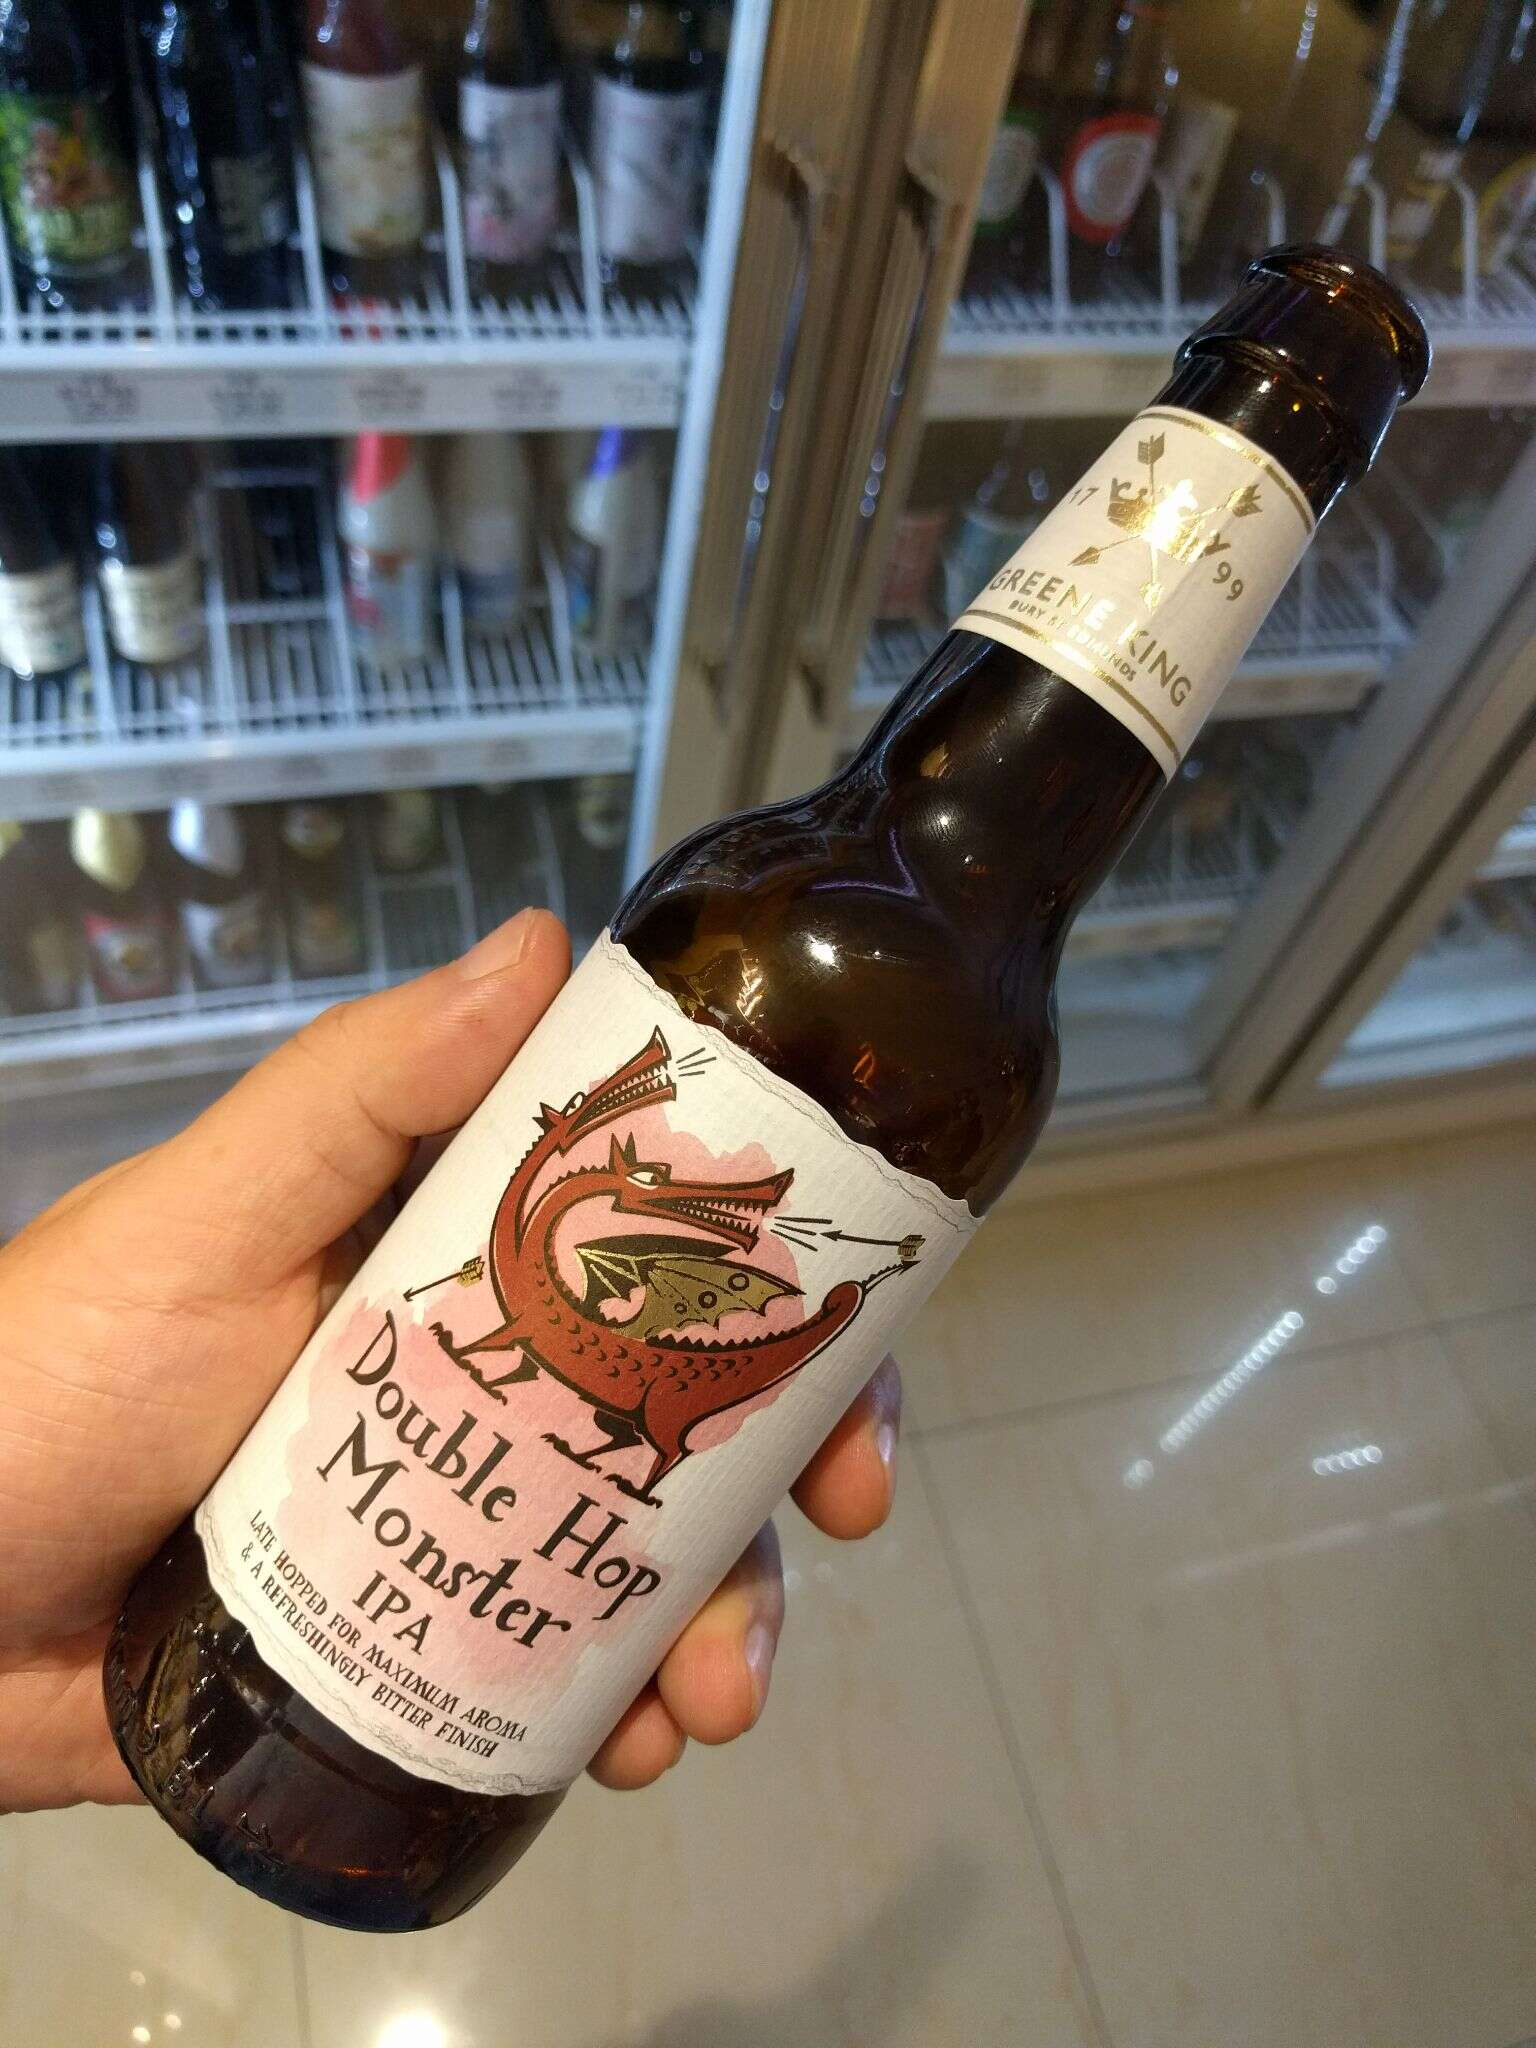 17 99
GREENE KING
BURY ST EDMUNDS
Double Hop
Monster
IPA
LATE HOPPED FOR MAXIMUM AROMA
& A REFRESHINGLY BITTER FINISH